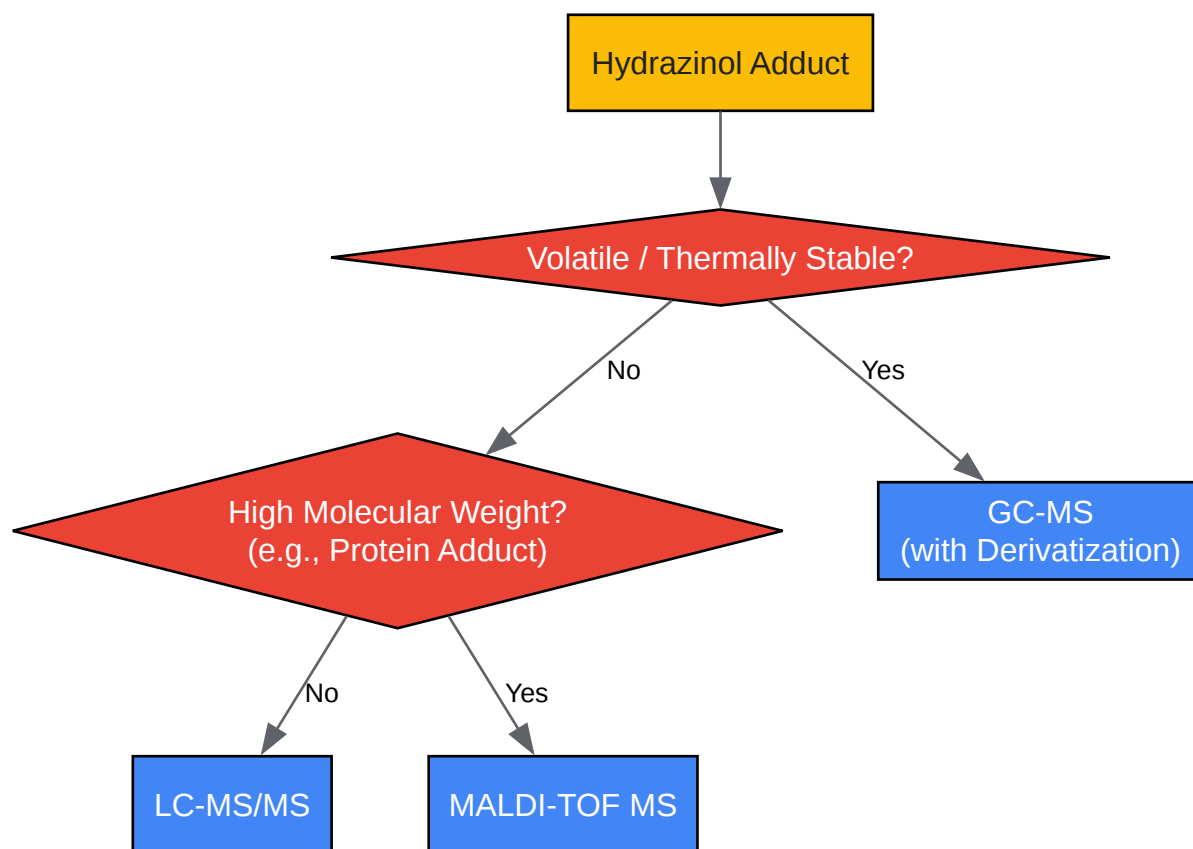 Hydrazinol Adduct
Volatile / Thermally Stable?
No
Yes
High Molecular Weight?
(e.g., Protein Adduct)
GC-MS
(with Derivatization)
No
Yes
LC-MS/MS
MALDI-TOF MS